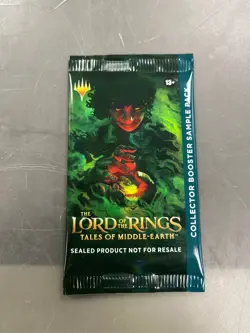 13+
THE
LORD OF THE RINGS
TALES OF MIDDLE-EARTH
SEALED PRODUCT NOT FOR RESALE
COLLECTOR BOOSTER SAMPLE PACK